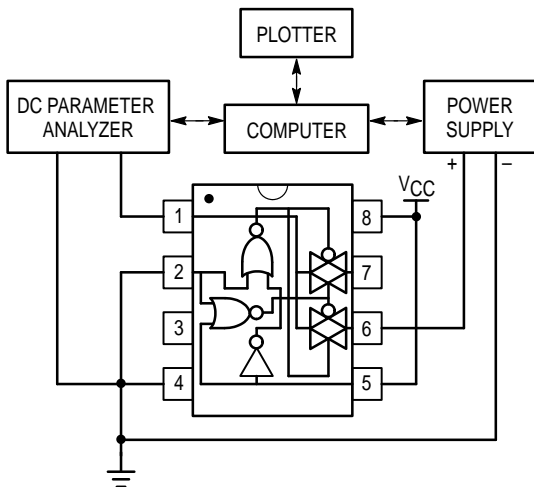 PLOTTER
DC PARAMETER
ANALYZER
COMPUTER
POWER
SUPPLY
+
–
VCC
1
8
2
7
3
6
4
5